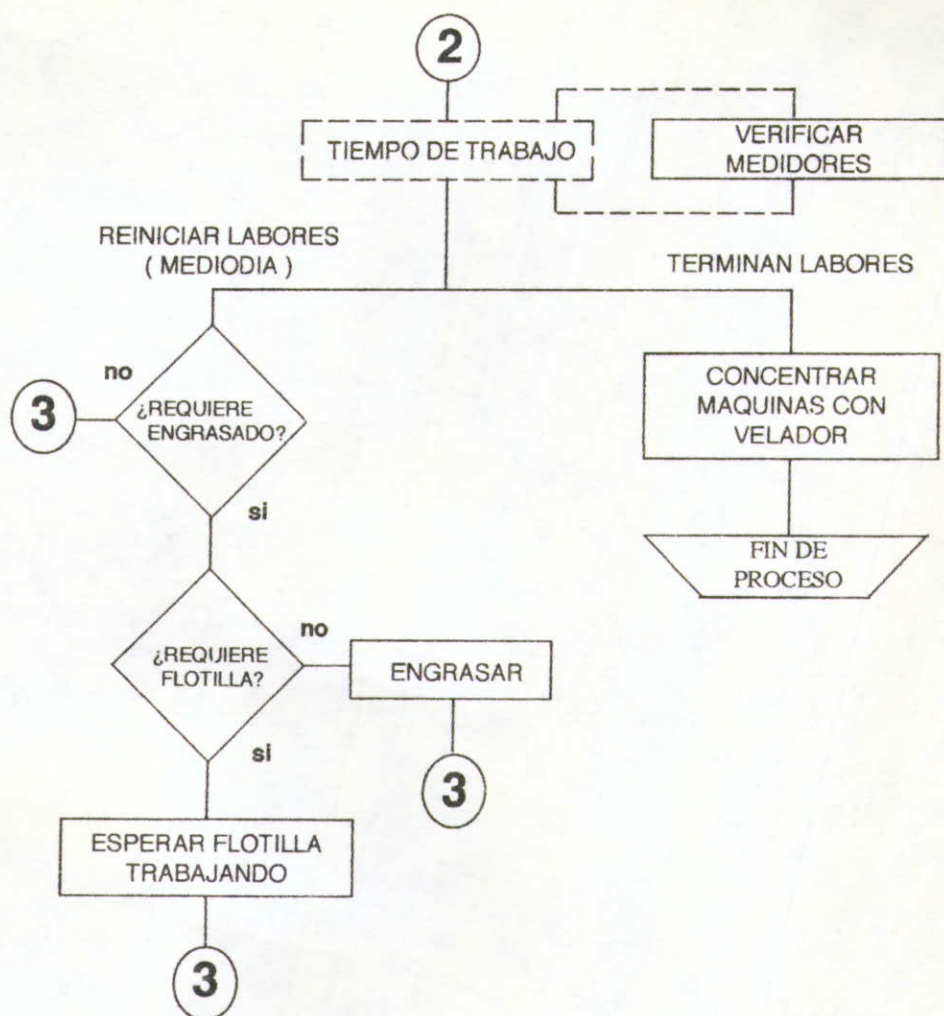 2
TIEMPO DE TRABAJO
VERIFICAR
MEDIDORES
REINICIAR LABORES
( MEDIODIA )
TERMINAN LABORES
no
3
¿REQUIERE
ENGRASADO?
si
CONCENTRAR
MAQUINAS CON
VELADOR
FIN DE
PROCESO
¿REQUIERE
FLOTILLA?
no
ENGRASAR
si
3
ESPERAR FLOTILLA
TRABAJANDO
3